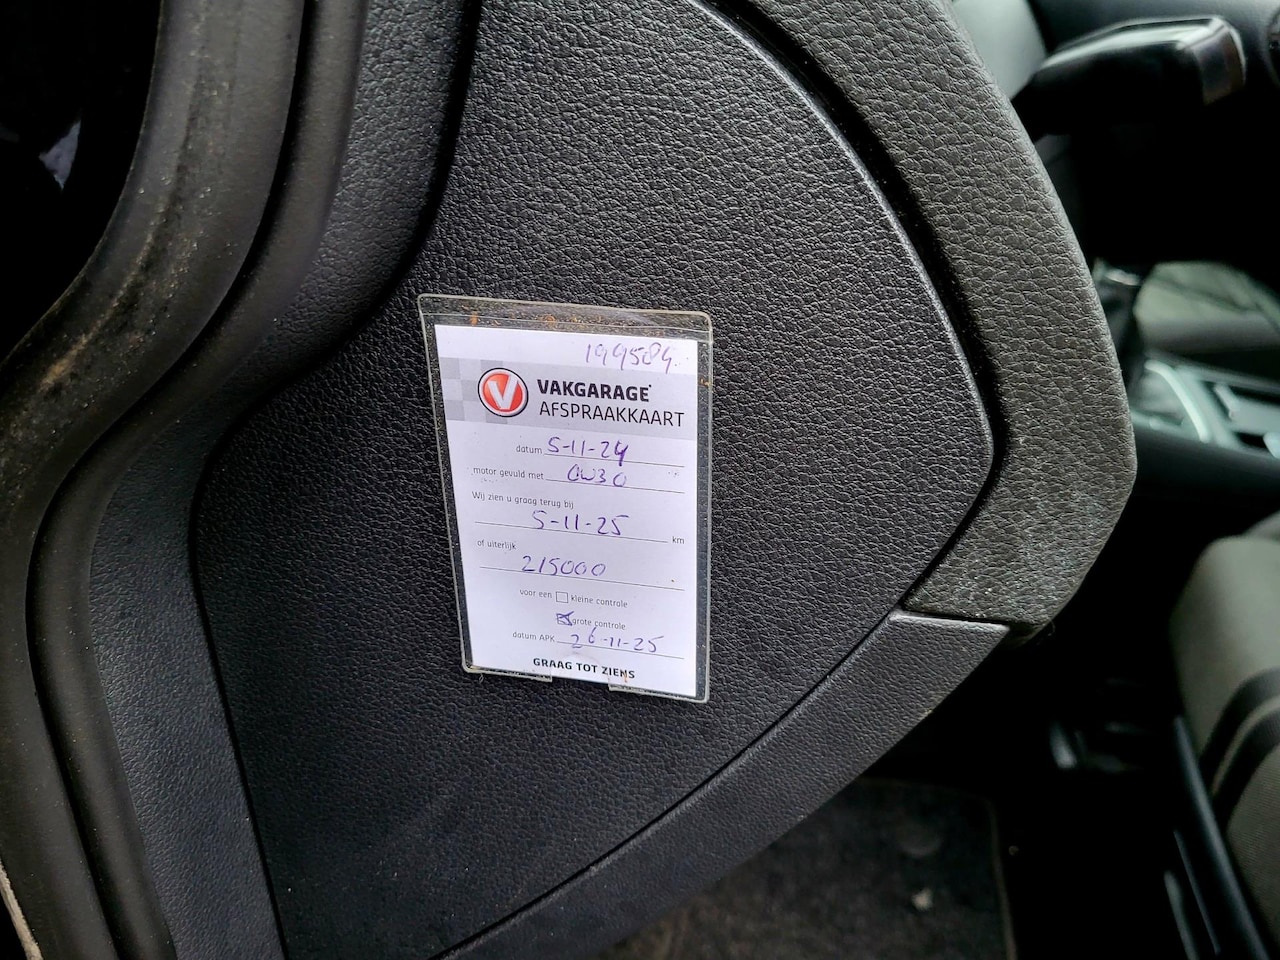 199589.
V VAKGARAGE
AFSPRAAKKAART
datum 5-11-24
motor gevuld met 0W30
Wij zien u graag terug bij
5-11-25 km
of uiterlijk
215000
voor een kleine controle
grote controle
datum APK 26-11-25
GRAAG TOT ZIENS